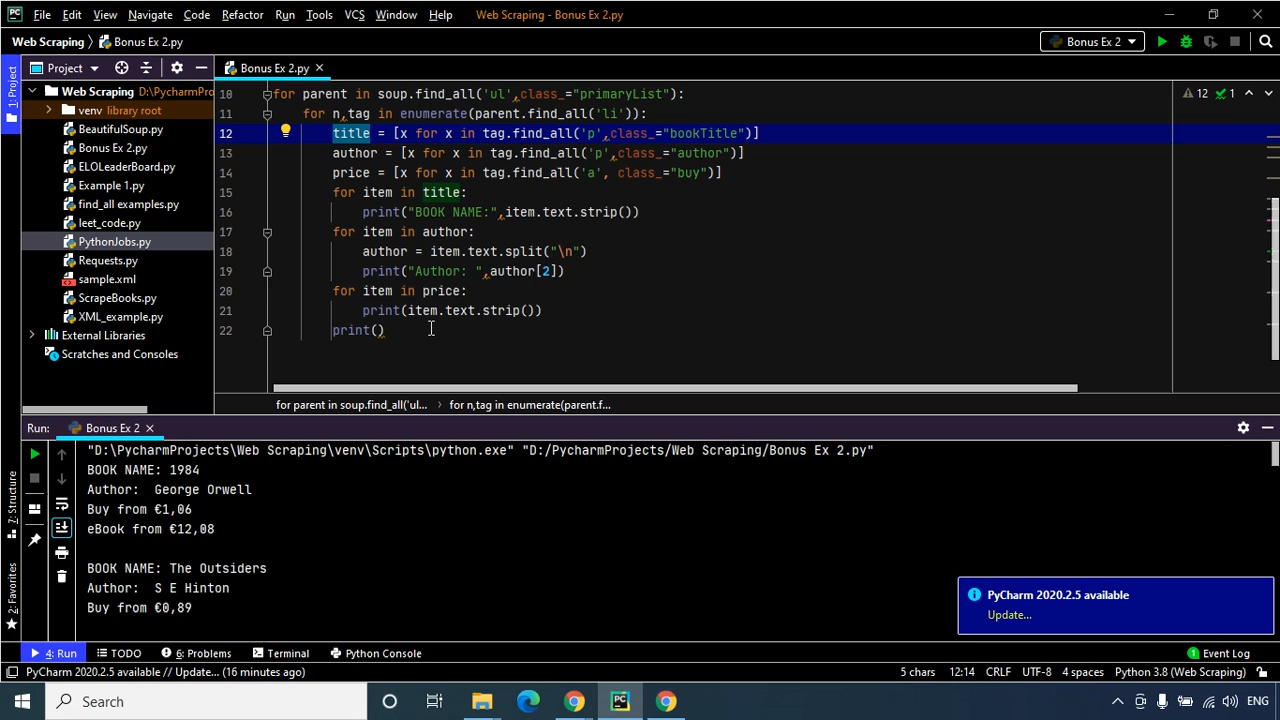 File Edit View Navigate Code Refactor Run Tools VCS Window Help Web Scraping - Bonus Ex 2.py
Web Scraping Bonus Ex 2.py Bonus Ex 2
1: Project
Project
Bonus Ex 2.py
Web Scraping D:\PycharmPro
venv library root
BeautifulSoup.py
Bonus Ex 2.py
ELOLeaderBoard.py
Example 1.py
find_all examples.py
leet_code.py
PythonJobs.py
Requests.py
sample.xml
ScrapeBooks.py
XML_example.py
External Libraries
Scratches and Consoles
12 1
10 for parent in soup.find_all('ul',class_="primaryList"):
11 for n,tag in enumerate(parent.find_all('li')):
12 title = [x for x in tag.find_all('p',class_="bookTitle")]
13 author = [x for x in tag.find_all('p',class_="author")]
14 price = [x for x in tag.find_all('a', class_="buy")]
15 for item in title:
16 print("BOOK NAME:",item.text.strip())
17 for item in author:
18 author = item.text.split("\n")
19 print("Author: ",author[2])
20 for item in price:
21 print(item.text.strip())
22 print()
for parent in soup.find_all('ul... for n,tag in enumerate(parent.f...
Run: Bonus Ex 2
"D:\PycharmProjects\Web Scraping\venv\Scripts\python.exe" "D:/PycharmProjects/Web Scraping/Bonus Ex 2.py"
BOOK NAME: 1984
Author:  George Orwell
Buy from €1,06
eBook from €12,08
BOOK NAME: The Outsiders
Author:  S E Hinton
Buy from €0,89
7: Structure
2: Favorites
PyCharm 2020.2.5 available
Update...
4: Run TODO 6: Problems Terminal Python Console 1 Event Log
PyCharm 2020.2.5 available // Update... (16 minutes ago) 5 chars 12:14 CRLF UTF-8 4 spaces Python 3.8 (Web Scraping)
Search ENG